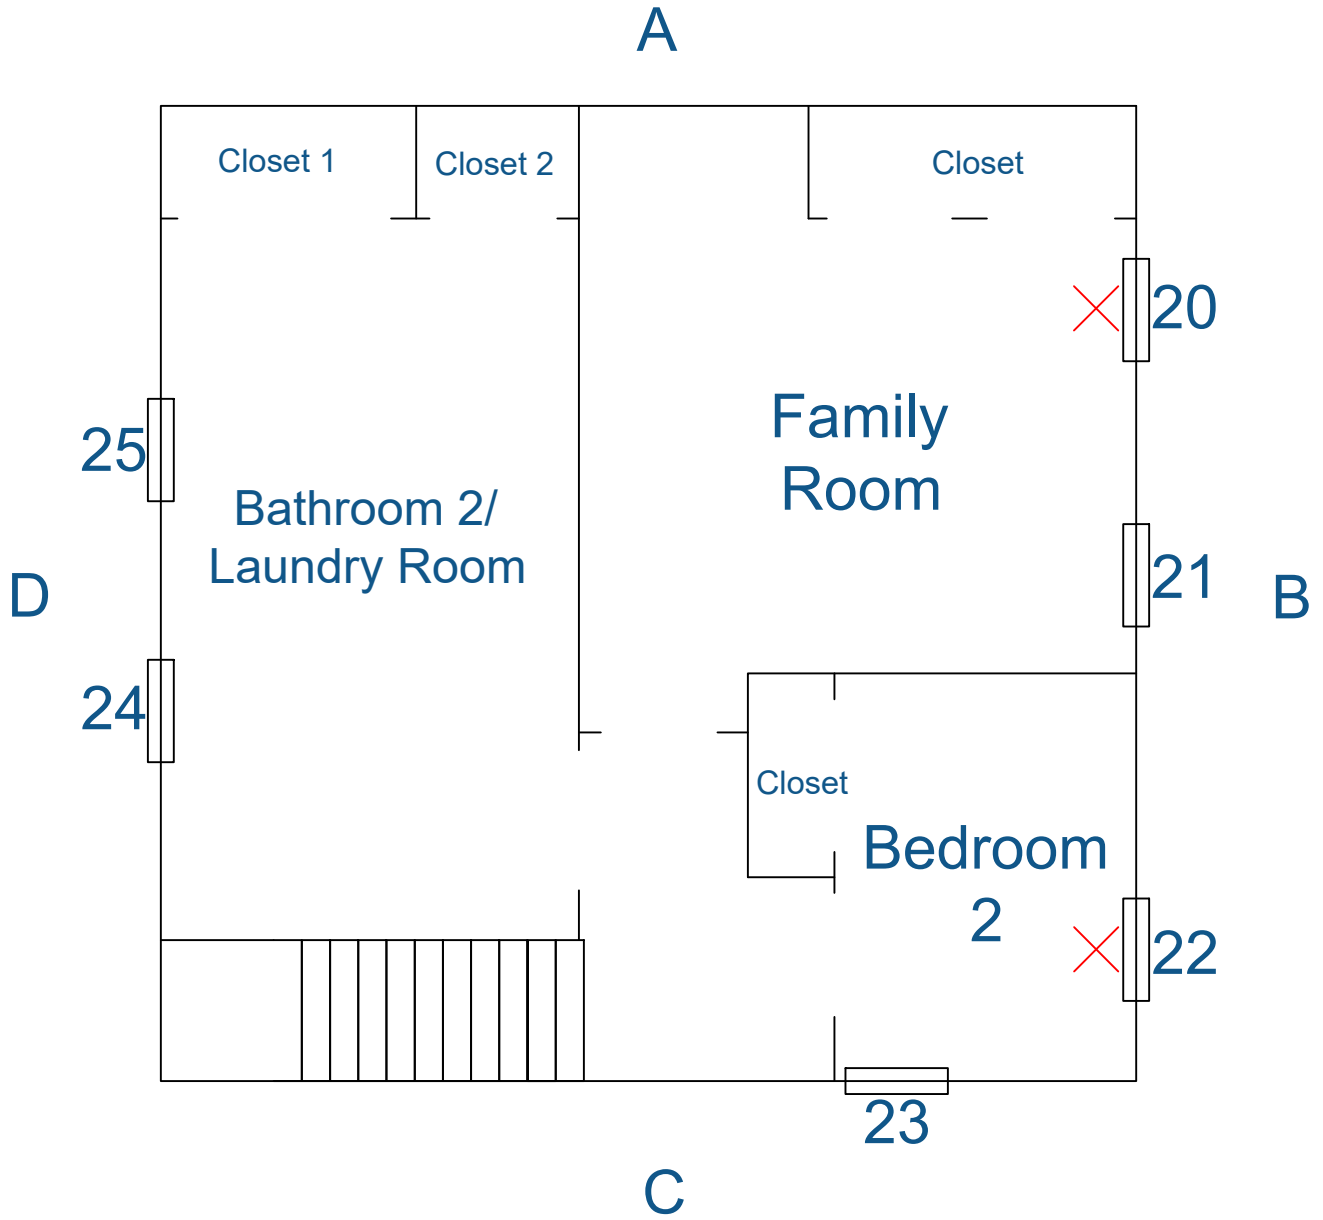 A
Closet 1
Closet 2
Closet
20
Family
Room
25
Bathroom 2/
Laundry Room
21
D
B
24
Closet
Bedroom
2
22
23
C